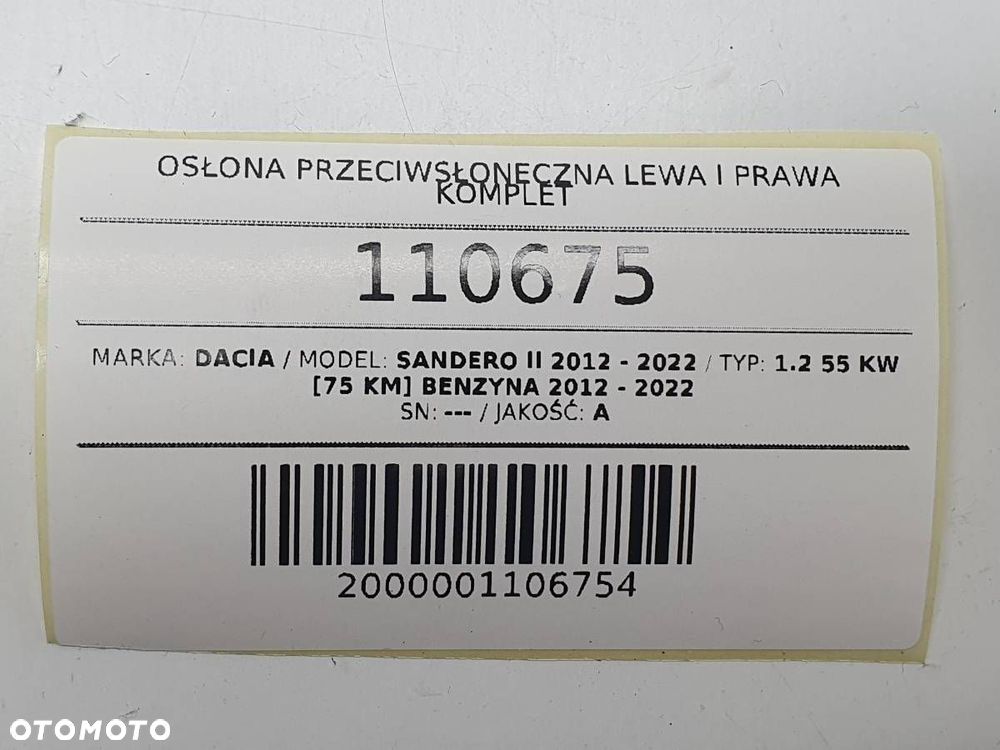 OSŁONA PRZECIWSŁONECZNA LEWA I PRAWA
KOMPLET
110675
MARKA: DACIA / MODEL: SANDERO II 2012 - 2022 / TYP: 1.2 55 KW
[75 KM] BENZYNA 2012 - 2022
SN: --- / JAKOŚĆ: A
2000001106754
OTOMOTO